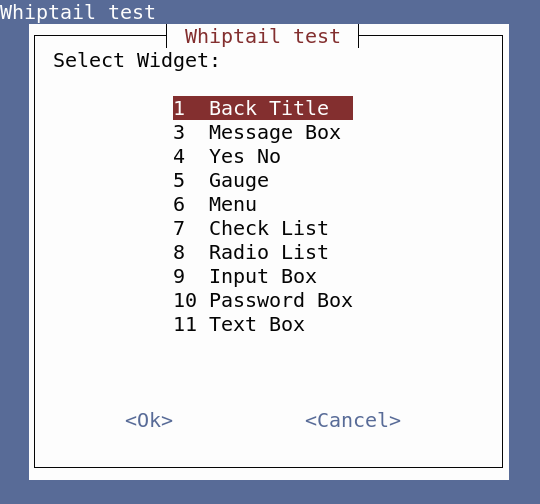 Whiptail test
Whiptail test
Select Widget:
1  Back Title
3  Message Box
4  Yes No
5  Gauge
6  Menu
7  Check List
8  Radio List
9  Input Box
10 Password Box
11 Text Box
<Ok> <Cancel>